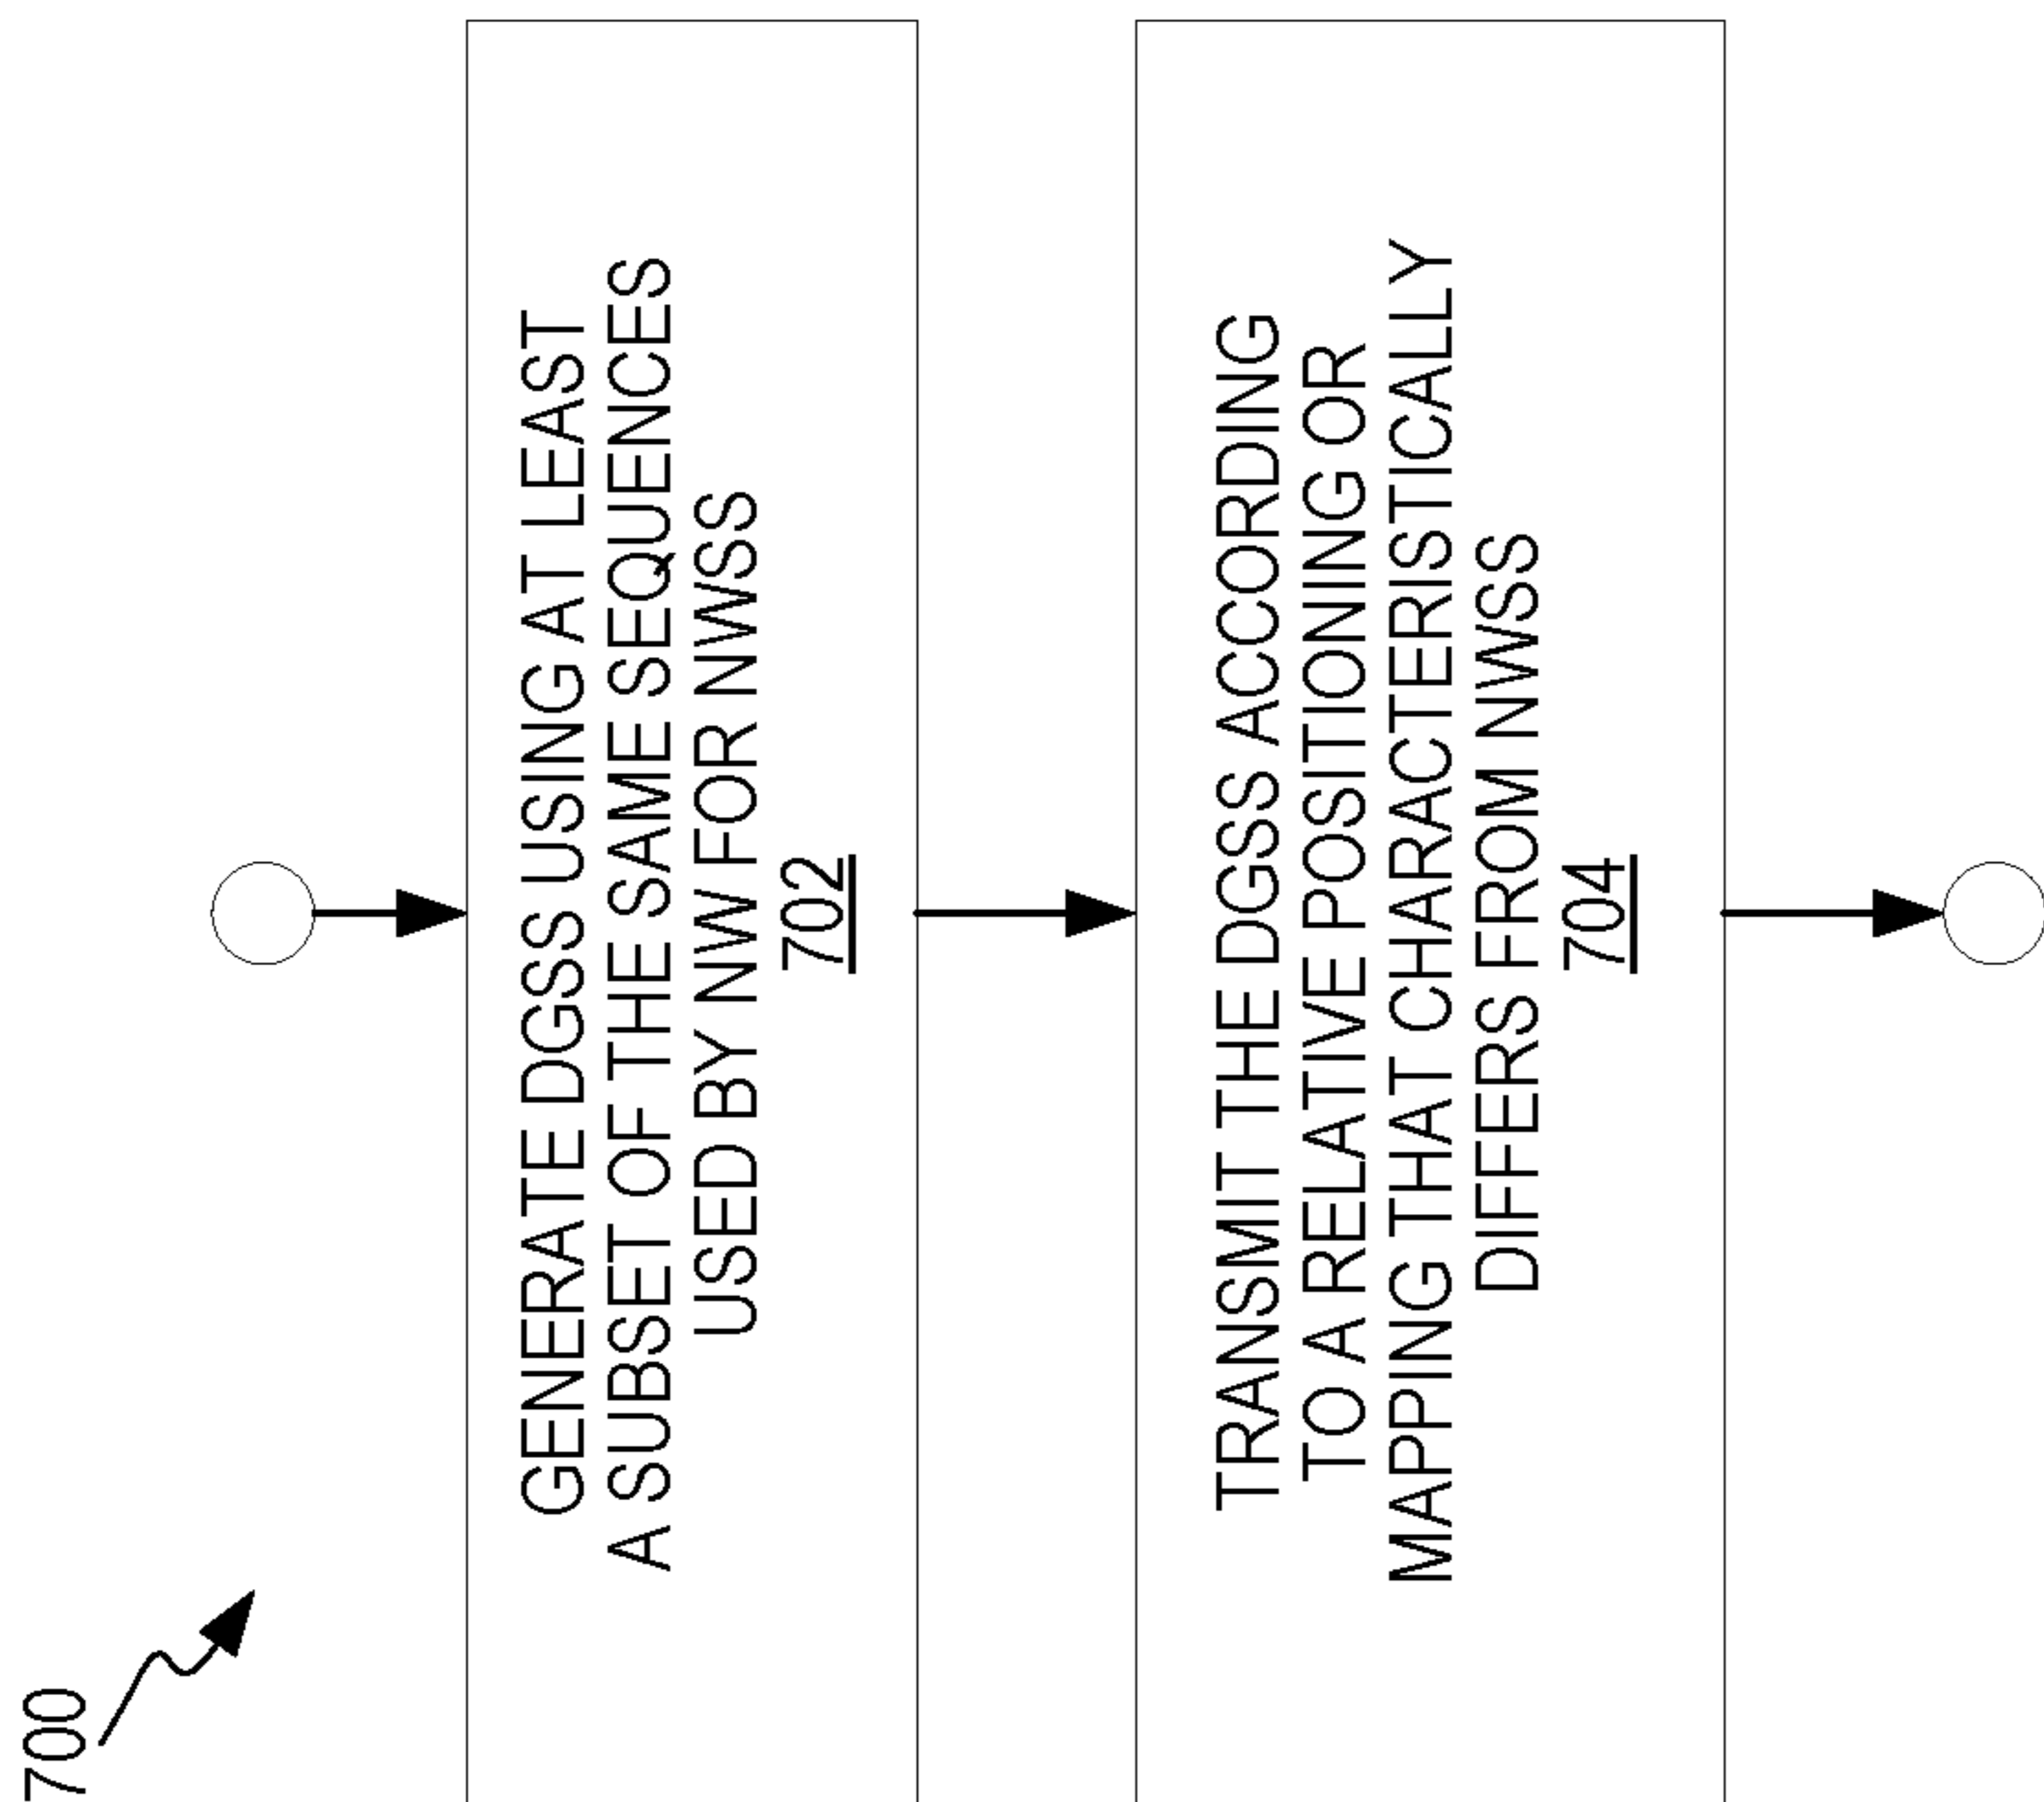 700
GENERATE DGSS USING AT LEAST
A SUBSET OF THE SAME SEQUENCES
USED BY NW FOR NWSS
702
TRANSMIT THE DGSS ACCORDING
TO A RELATIVE POSITIONING OR
MAPPING THAT CHARACTERISTICALLY
DIFFERS FROM NWSS
704